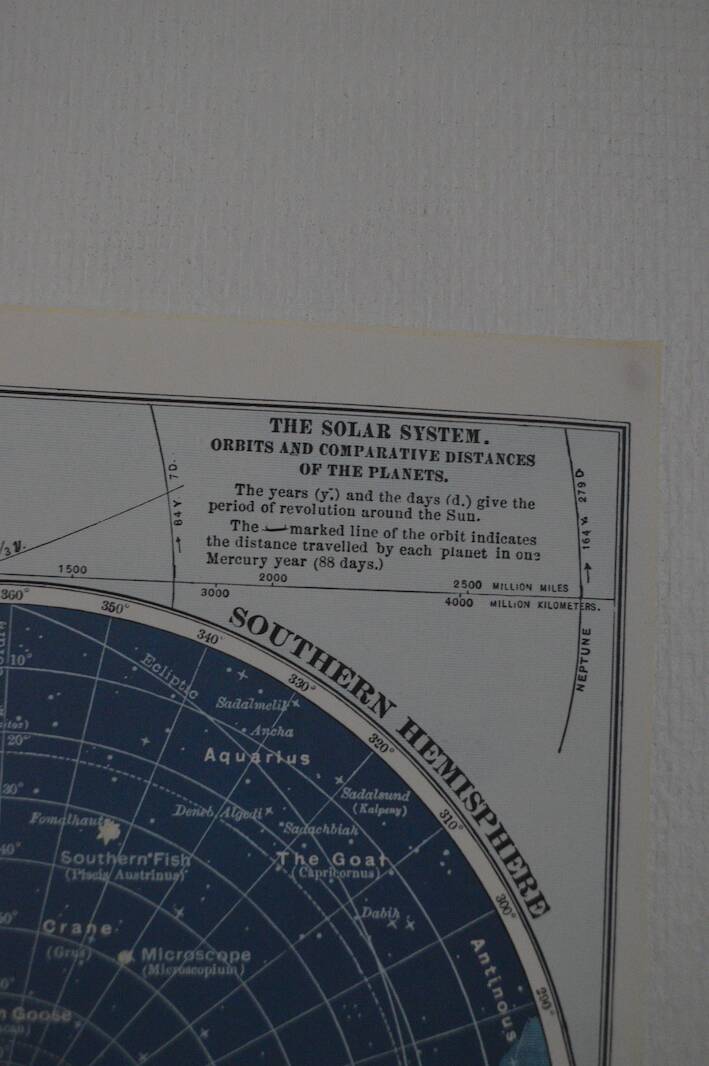 THE SOLAR SYSTEM.
ORBITS AND COMPARATIVE DISTANCES
OF THE PLANETS.
The years (y.) and the days (d.) give the
period of revolution around the Sun.
The marked line of the orbit indicates
the distance travelled by each planet in one
Mercury year (88 days.)
84 Y. 7 D.
164 Y. 279 D
NEPTUNE
1500
2000
2500 MILLION MILES
3000
4000 MILLION KILOMETERS.
SOUTHERN HEMISPHERE
360°
350°
340°
330°
320°
310°
300°
290°
10°
20°
30°
40°
Ecliptic
Sadalmelik
Ancha
Aquarius
Sadalsund
(Kalpeny)
Deneb Algedi
Sadachbiah
Fomalhaut
Southern Fish
(Piscis Austrinus)
The Goat
(Capricornus)
Dabih
Crane
(Grus)
Microscope
(Microscopium)
Antinous
Goose